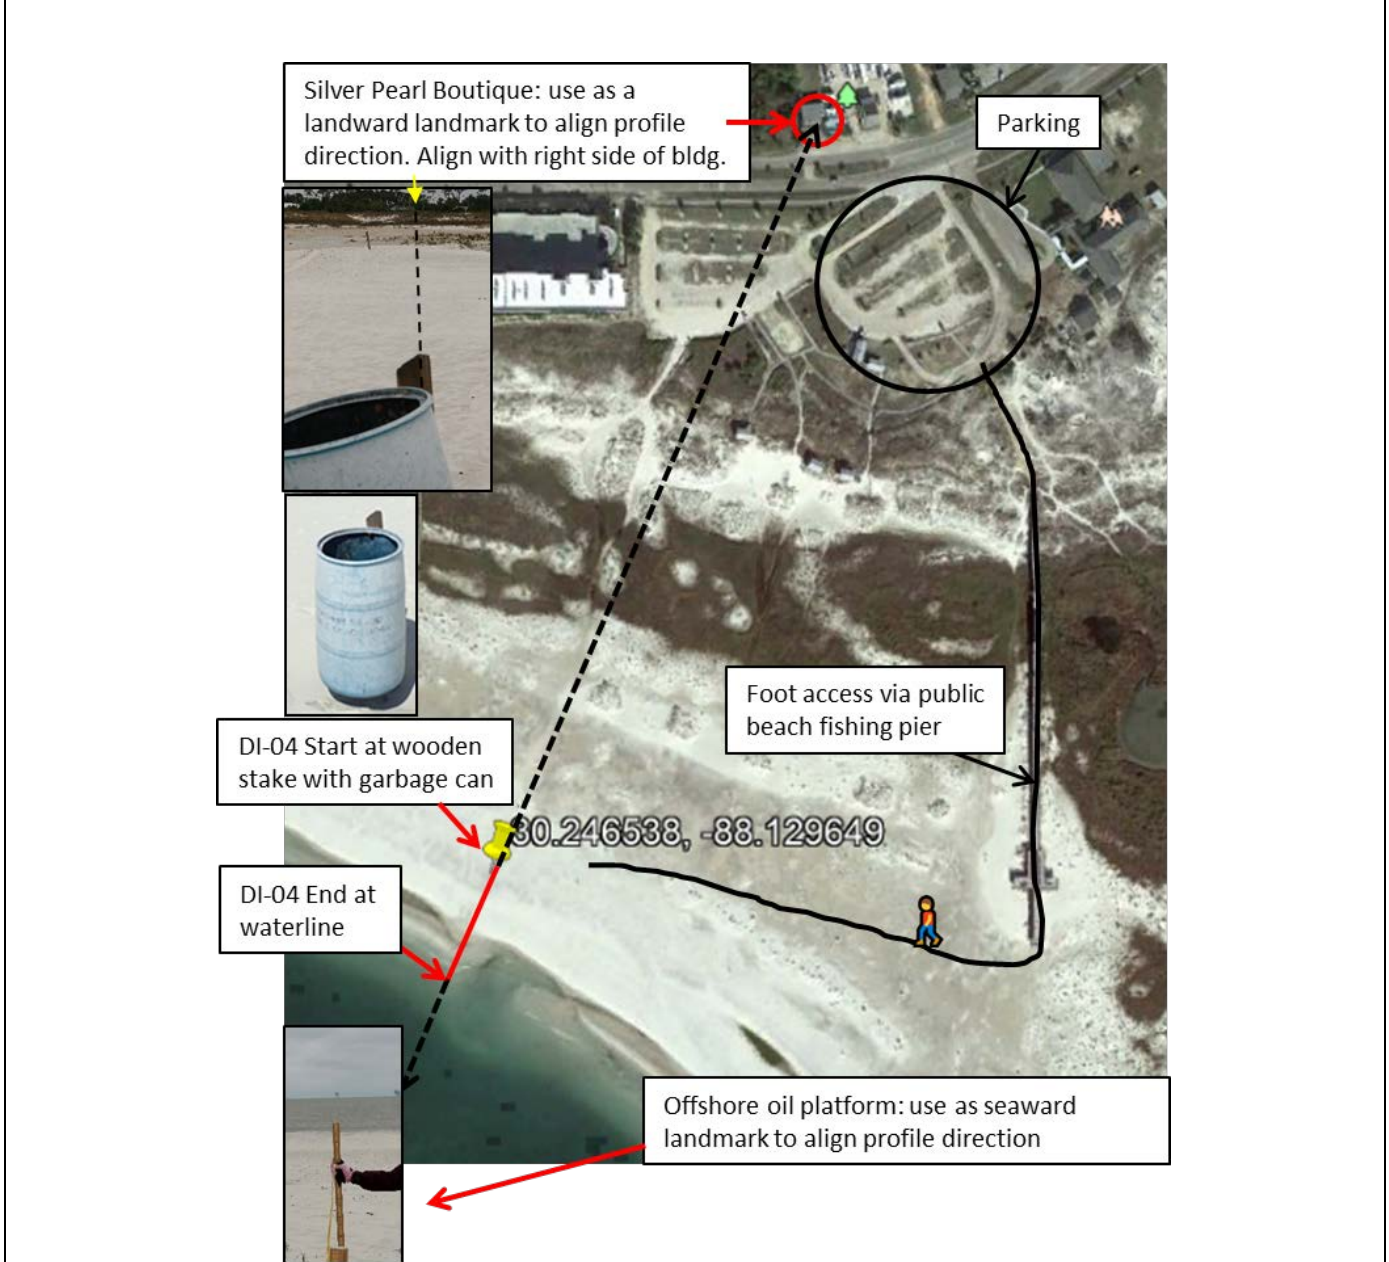 Silver Pearl Boutique: use as a
landward landmark to align profile
direction. Align with right side of bldg.
Parking
Foot access via public
beach fishing pier
DI-04 Start at wooden
stake with garbage can
30.246538, -88.129649
DI-04 End at
waterline
Offshore oil platform: use as seaward
landmark to align profile direction